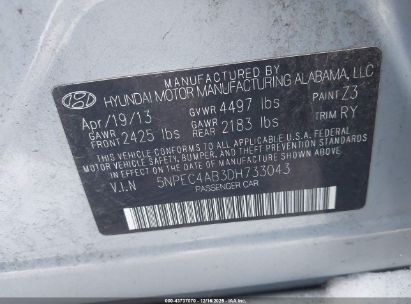 MANUFACTURED BY
HYUNDAI MOTOR MANUFACTURING ALABAMA, LLC
Apr/19/13 GVWR 4497 lbs PAINT Z3
GAWR FRONT 2425 lbs GAWR REAR 2183 lbs TRIM RY
THIS VEHICLE CONFORMS TO ALL APPLICABLE U.S.A. FEDERAL
MOTOR VEHICLE SAFETY, BUMPER, AND THEFT PREVENTION
STANDARDS IN EFFECT ON THE DATE OF MANUFACTURE SHOWN ABOVE.
V.I.N 5NPEC4AB3DH733043
PASSENGER CAR